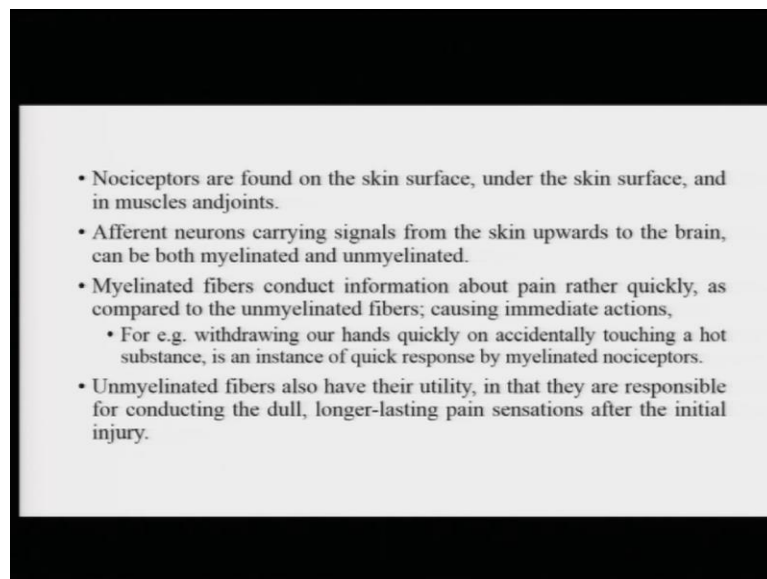 • Nociceptors are found on the skin surface, under the skin surface, and
in muscles andjoints.
• Afferent neurons carrying signals from the skin upwards to the brain,
can be both myelinated and unmyelinated.
• Myelinated fibers conduct information about pain rather quickly, as
compared to the unmyelinated fibers; causing immediate actions,
• For e.g. withdrawing our hands quickly on accidentally touching a hot
substance, is an instance of quick response by myelinated nociceptors.
• Unmyelinated fibers also have their utility, in that they are responsible
for conducting the dull, longer-lasting pain sensations after the initial
injury.